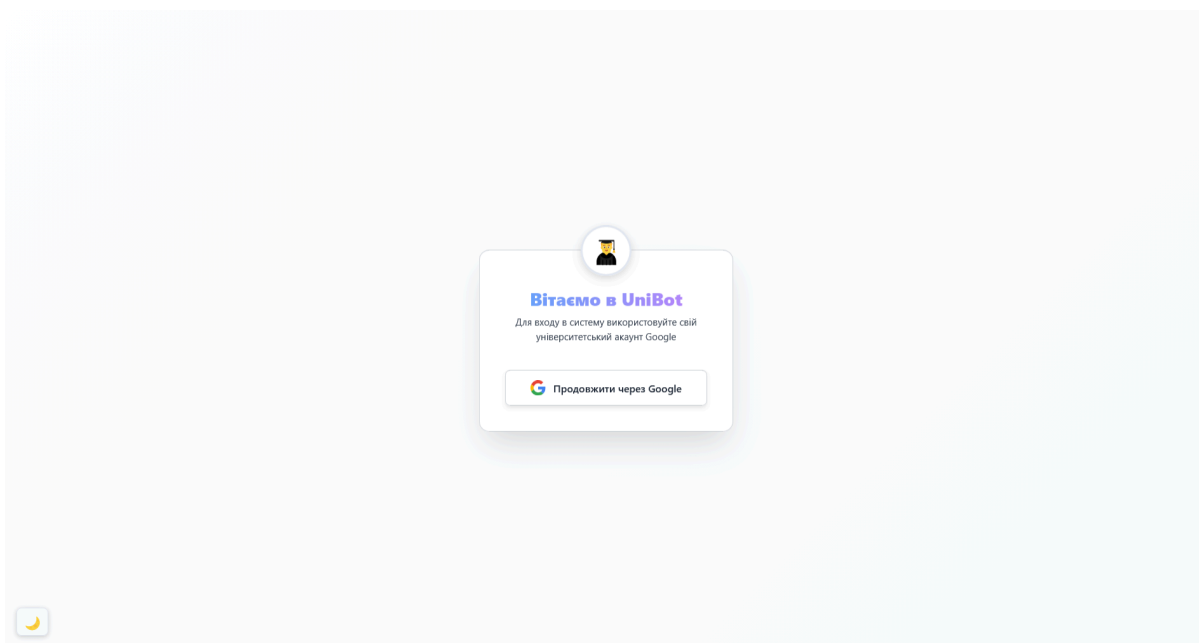 Вітаємо в UniBot
Для входу в систему використовуйте свій
університетський акаунт Google
Продовжити через Google